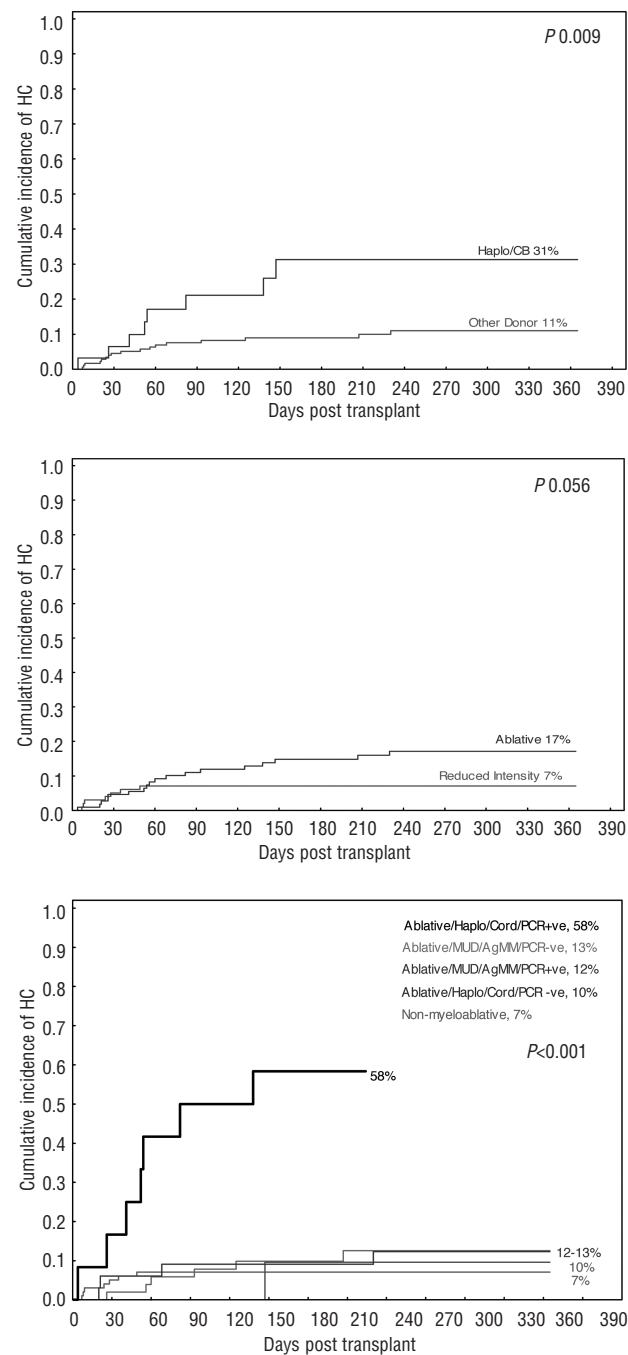 P 0.009
Cumulative incidence of HC
1.0
0.9
0.8
0.7
0.6
0.5
0.4
0.3
0.2
0.1
0.0
Haplo/CB 31%
Other Donor 11%
0 30 60 90 120 150 180 210 240 270 300 330 360 390
Days post transplant
P 0.056
Cumulative incidence of HC
1.0
0.9
0.8
0.7
0.6
0.5
0.4
0.3
0.2
0.1
0.0
Ablative 17%
Reduced Intensity 7%
0 30 60 90 120 150 180 210 240 270 300 330 360 390
Days post transplant
Cumulative incidence of HC
1.0
0.9
0.8
0.7
0.6
0.5
0.4
0.3
0.2
0.1
0.0
Ablative/Haplo/Cord/PCR+ve, 58%
Ablative/MUD/AgMM/PCR-ve, 13%
Ablative/MUD/AgMM/PCR+ve, 12%
Ablative/Haplo/Cord/PCR -ve, 10%
Non-myeloablative, 7%
P<0.001
58%
12-13%
10%
7%
0 30 60 90 120 150 180 210 240 270 300 330 360 390
Days post transplant